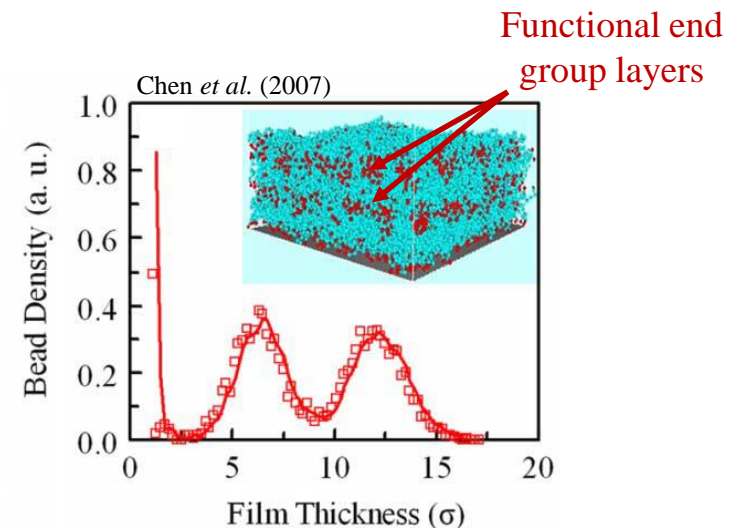 Functional end
group layers
Chen et al. (2007)
1.0
0.8
0.6
0.4
0.2
0.0
Bead Density (a. u.)
0 5 10 15 20
Film Thickness (σ)